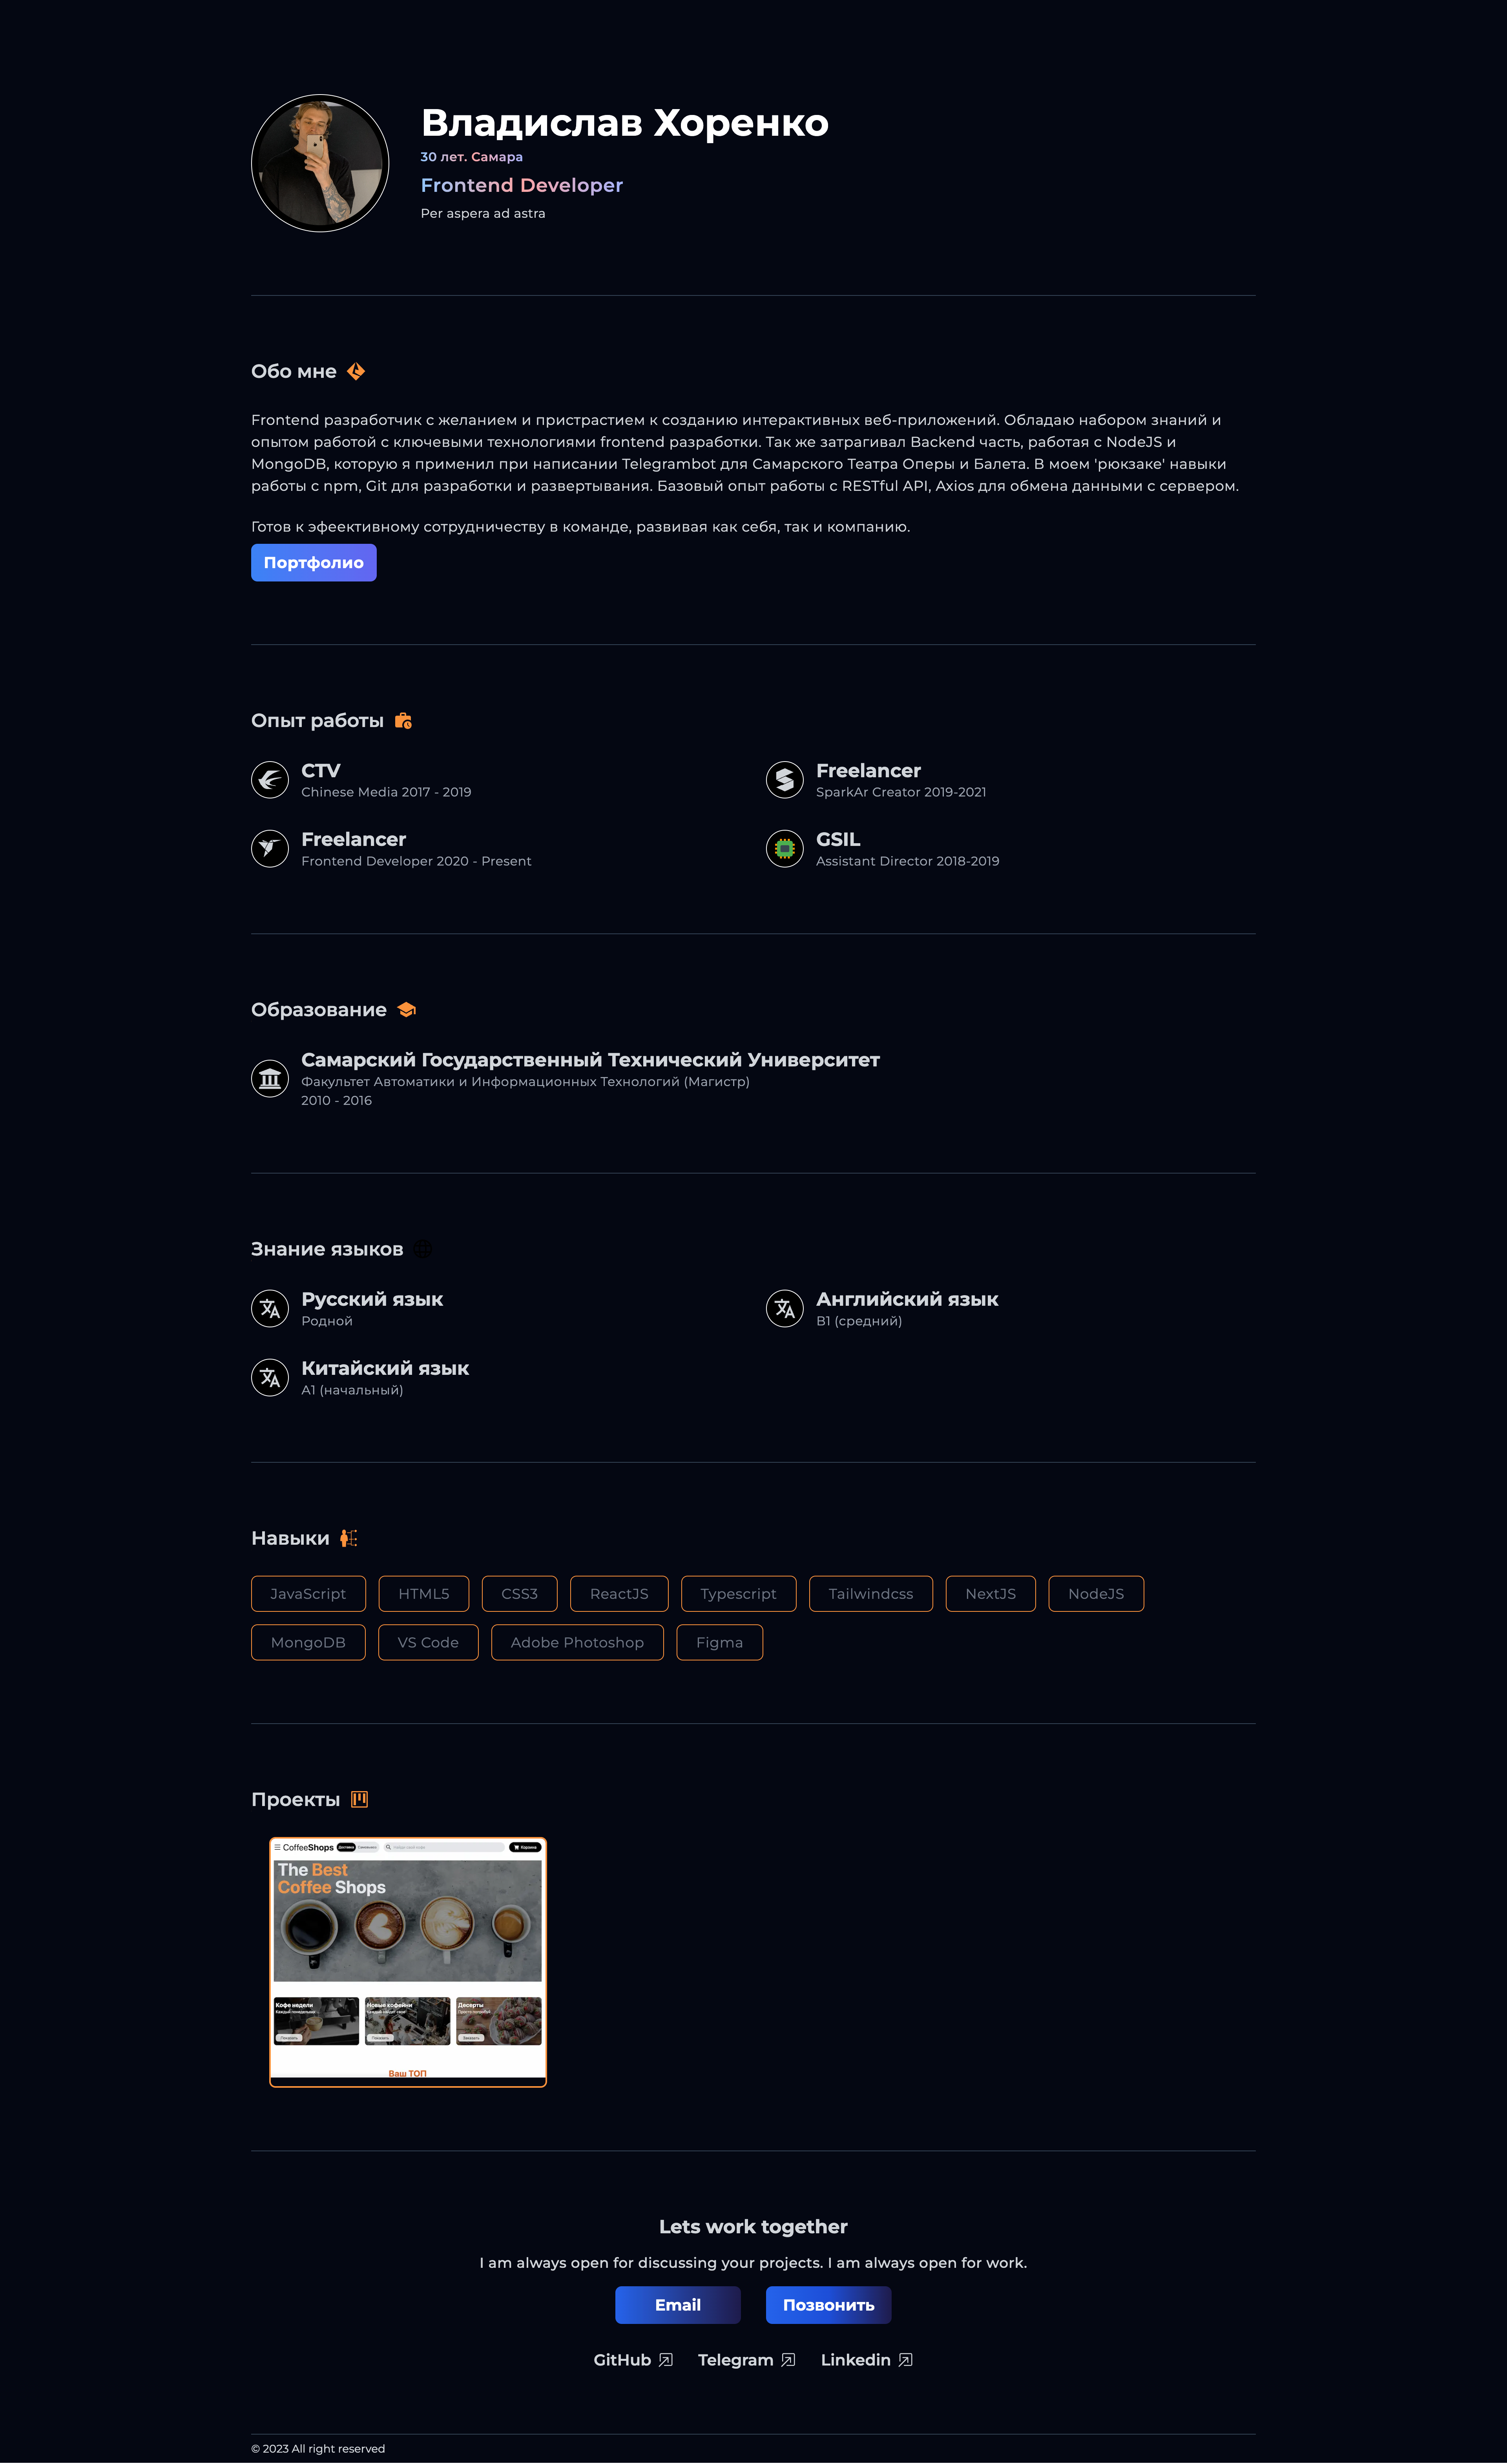 Владислав Хоренко
30 лет. Самара
Frontend Developer
Per aspera ad astra
Обо мне
Frontend разработчик с желанием и пристрастием к созданию интерактивных веб-приложений. Обладаю набором знаний и
опытом работой с ключевыми технологиями frontend разработки. Так же затрагивал Backend часть, работая с NodeJS и
MongoDB, которую я применил при написании Telegrambot для Самарского Театра Оперы и Балета. В моем 'рюкзаке' навыки
работы с npm, Git для разработки и развертывания. Базовый опыт работы с RESTful API, Axios для обмена данными с сервером.
Готов к эфеективному сотрудничеству в команде, развивая как себя, так и компанию.
Портфолио
Опыт работы
CTV
Chinese Media 2017 - 2019
Freelancer
SparkAr Creator 2019-2021
Freelancer
Frontend Developer 2020 - Present
GSIL
Assistant Director 2018-2019
Образование
Самарский Государственный Технический Университет
Факультет Автоматики и Информационных Технологий (Магистр)
2010 - 2016
Знание языков
Русский язык
Родной
Английский язык
B1 (средний)
Китайский язык
A1 (начальный)
Навыки
JavaScript HTML5 CSS3 ReactJS Typescript Tailwindcss NextJS NodeJS
MongoDB VS Code Adobe Photoshop Figma
Проекты
CoffeeShops Доставка Самовывоз Корзина
The Best
Coffee Shops
Кофе недели Новые кофейни Десерты
Показать Показать Заказать
Ваш ТОП
Lets work together
I am always open for discussing your projects. I am always open for work.
Email Позвонить
GitHub Telegram Linkedin
© 2023 All right reserved